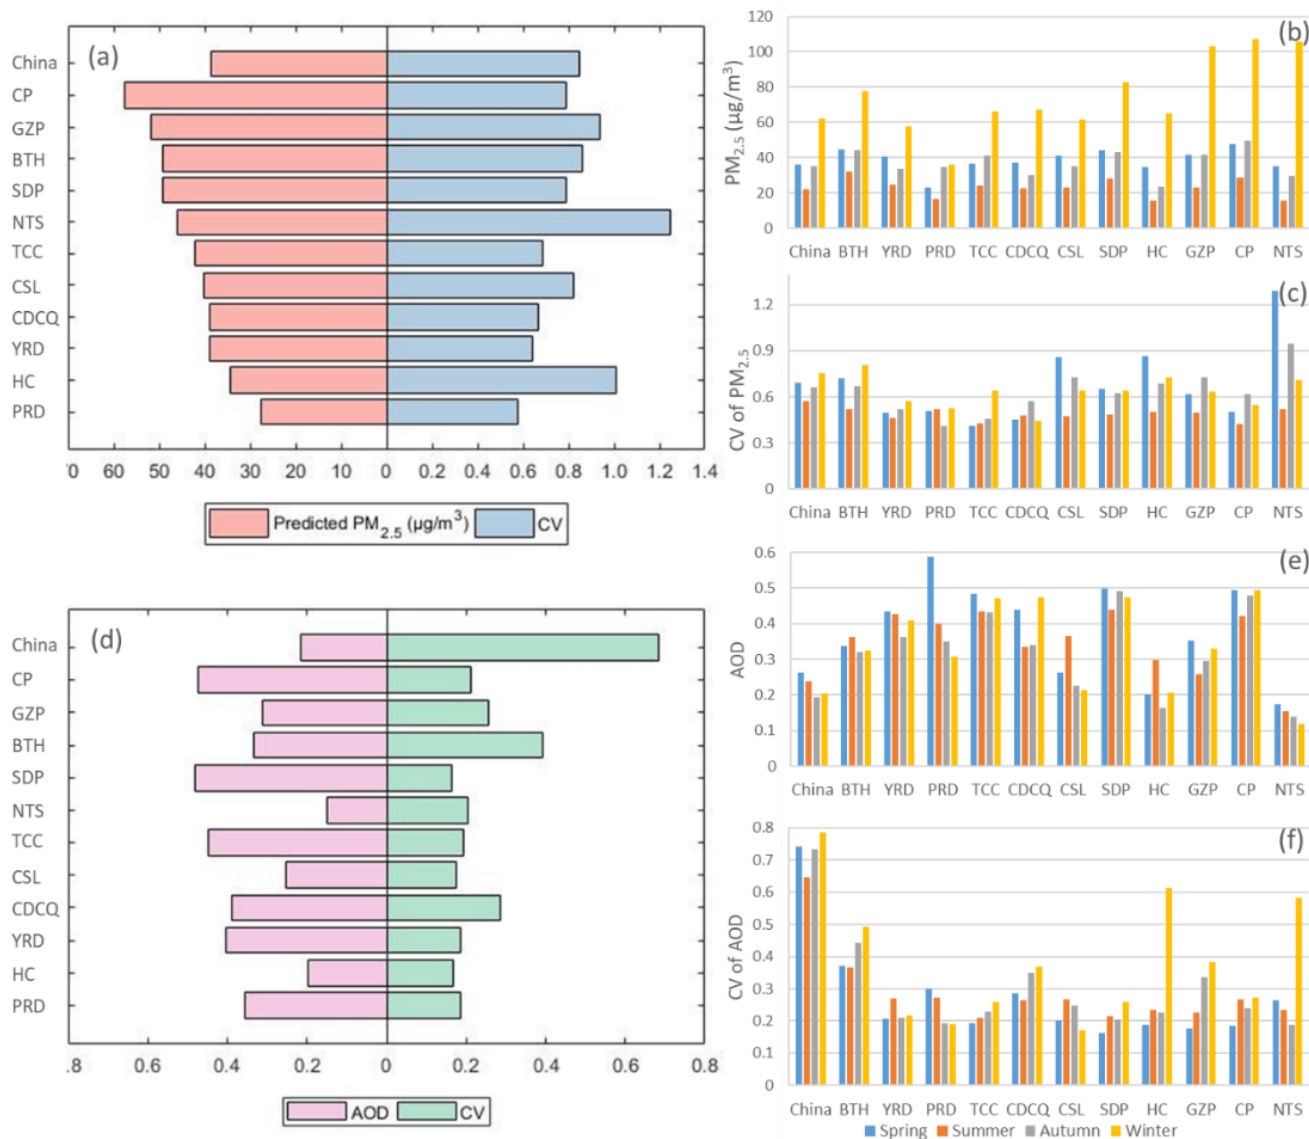 (a)
China
CP
GZP
BTH
SDP
NTS
TCC
CSL
CDCQ
YRD
HC
PRD
0 60 50 40 30 20 10 0 0.2 0.4 0.6 0.8 1.0 1.2 1.4
Predicted PM2.5 (µg/m³) CV
(b)
PM2.5 (µg/m³)
120
100
80
60
40
20
0
China BTH YRD PRD TCC CDCQ CSL SDP HC GZP CP NTS
(c)
CV of PM2.5
1.2
0.9
0.6
0.3
0
China BTH YRD PRD TCC CDCQ CSL SDP HC GZP CP NTS
(d)
China
CP
GZP
BTH
SDP
NTS
TCC
CSL
CDCQ
YRD
HC
PRD
.8 0.6 0.4 0.2 0 0.2 0.4 0.6 0.8
AOD CV
(e)
AOD
0.6
0.5
0.4
0.3
0.2
0.1
0
China BTH YRD PRD TCC CDCQ CSL SDP HC GZP CP NTS
(f)
CV of AOD
0.8
0.7
0.6
0.5
0.4
0.3
0.2
0.1
0
China BTH YRD PRD TCC CDCQ CSL SDP HC GZP CP NTS
Spring Summer Autumn Winter